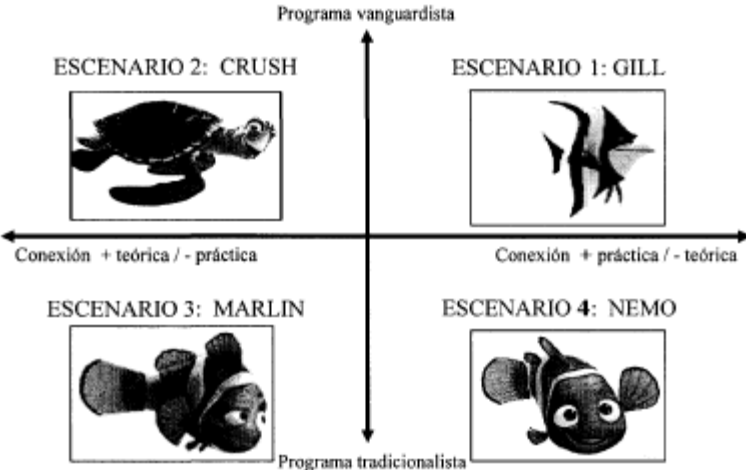 Programa vanguardista
ESCENARIO 2: CRUSH
ESCENARIO 1: GILL
Conexión + teórica / - práctica
Conexión + práctica / - teórica
ESCENARIO 3: MARLIN
ESCENARIO 4: NEMO
Programa tradicionalista